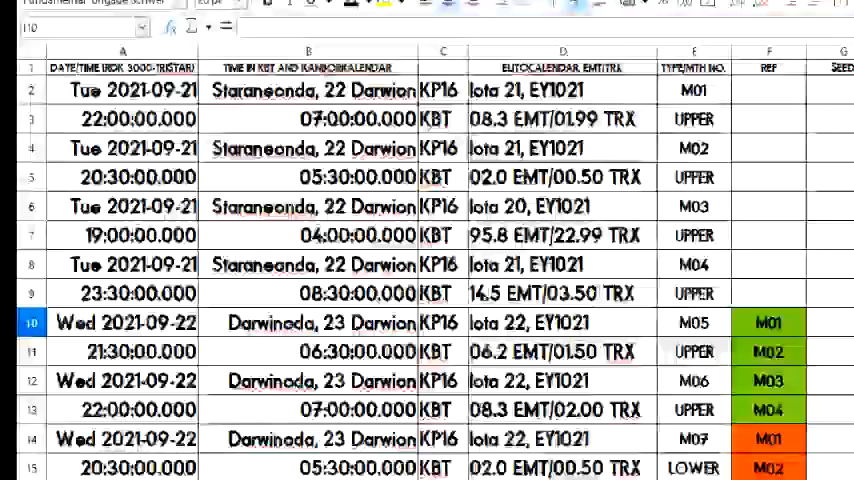 I10
A B C D E F G
1 DATE/TIME (RDK 3000-TRISTAR) TIME IN KBT AND KANBORIKALENDAR ELITOCALENDAR, EMT/TRX TYPE/MTH NO. REF SEED
2 Tue 2021-09-21 Staraneonda, 22 Darwion KP16 Iota 21, EY1021 M01
3 22:00:00.000 07:00:00.000 KBT 08.3 EMT/01.99 TRX UPPER
4 Tue 2021-09-21 Staraneonda, 22 Darwion KP16 Iota 21, EY1021 M02
5 20:30:00.000 05:30:00.000 KBT 02.0 EMT/00.50 TRX UPPER
6 Tue 2021-09-21 Staraneonda, 22 Darwion KP16 Iota 20, EY1021 M03
7 19:00:00.000 04:00:00.000 KBT 95.8 EMT/22.99 TRX UPPER
8 Tue 2021-09-21 Staraneonda, 22 Darwion KP16 Iota 21, EY1021 M04
9 23:30:00.000 08:30:00.000 KBT 14.5 EMT/03.50 TRX UPPER
10 Wed 2021-09-22 Darwinoda, 23 Darwion KP16 Iota 22, EY1021 M05 M01
11 21:30:00.000 06:30:00.000 KBT 06.2 EMT/01.50 TRX UPPER M02
12 Wed 2021-09-22 Darwinoda, 23 Darwion KP16 Iota 22, EY1021 M06 M03
13 22:00:00.000 07:00:00.000 KBT 08.3 EMT/02.00 TRX UPPER M04
14 Wed 2021-09-22 Darwinoda, 23 Darwion KP16 Iota 22, EY1021 M07 M01
15 20:30:00.000 05:30:00.000 KBT 02.0 EMT/00.50 TRX LOWER M02